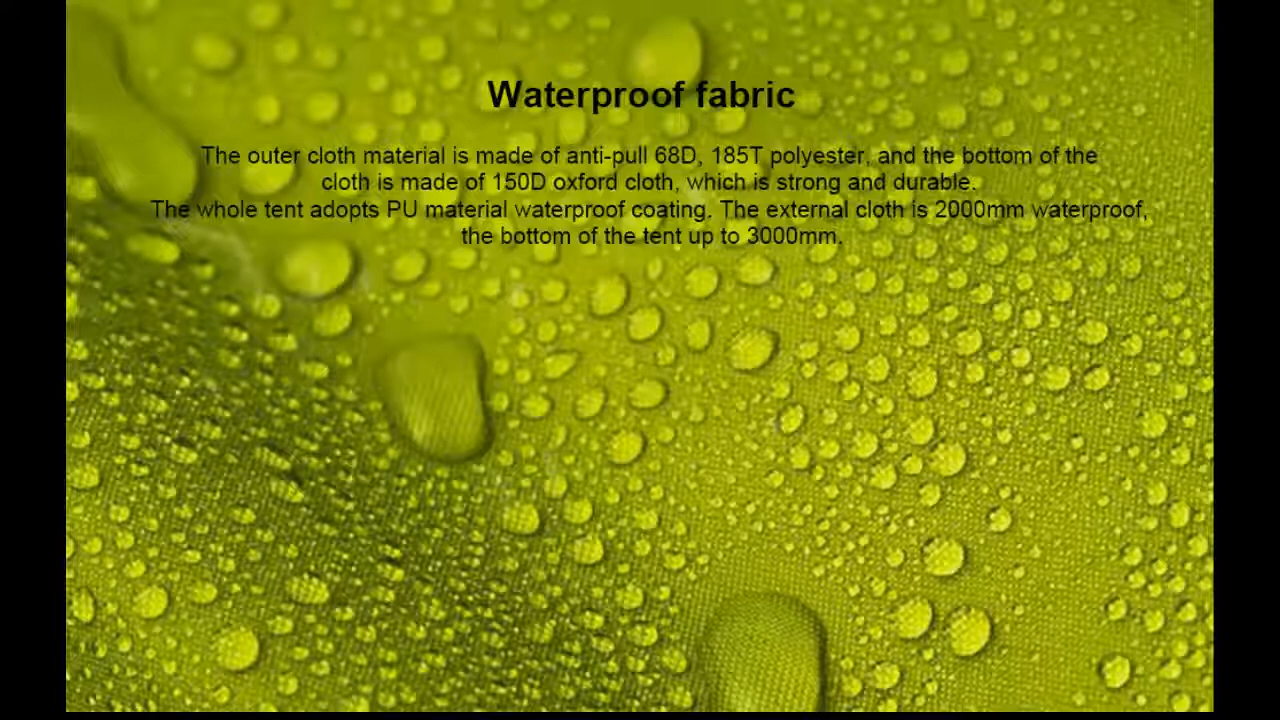 Waterproof fabric
The outer cloth material is made of anti-pull 68D, 185T polyester, and the bottom of the
cloth is made of 150D oxford cloth, which is strong and durable.
The whole tent adopts PU material waterproof coating. The external cloth is 2000mm waterproof,
the bottom of the tent up to 3000mm.